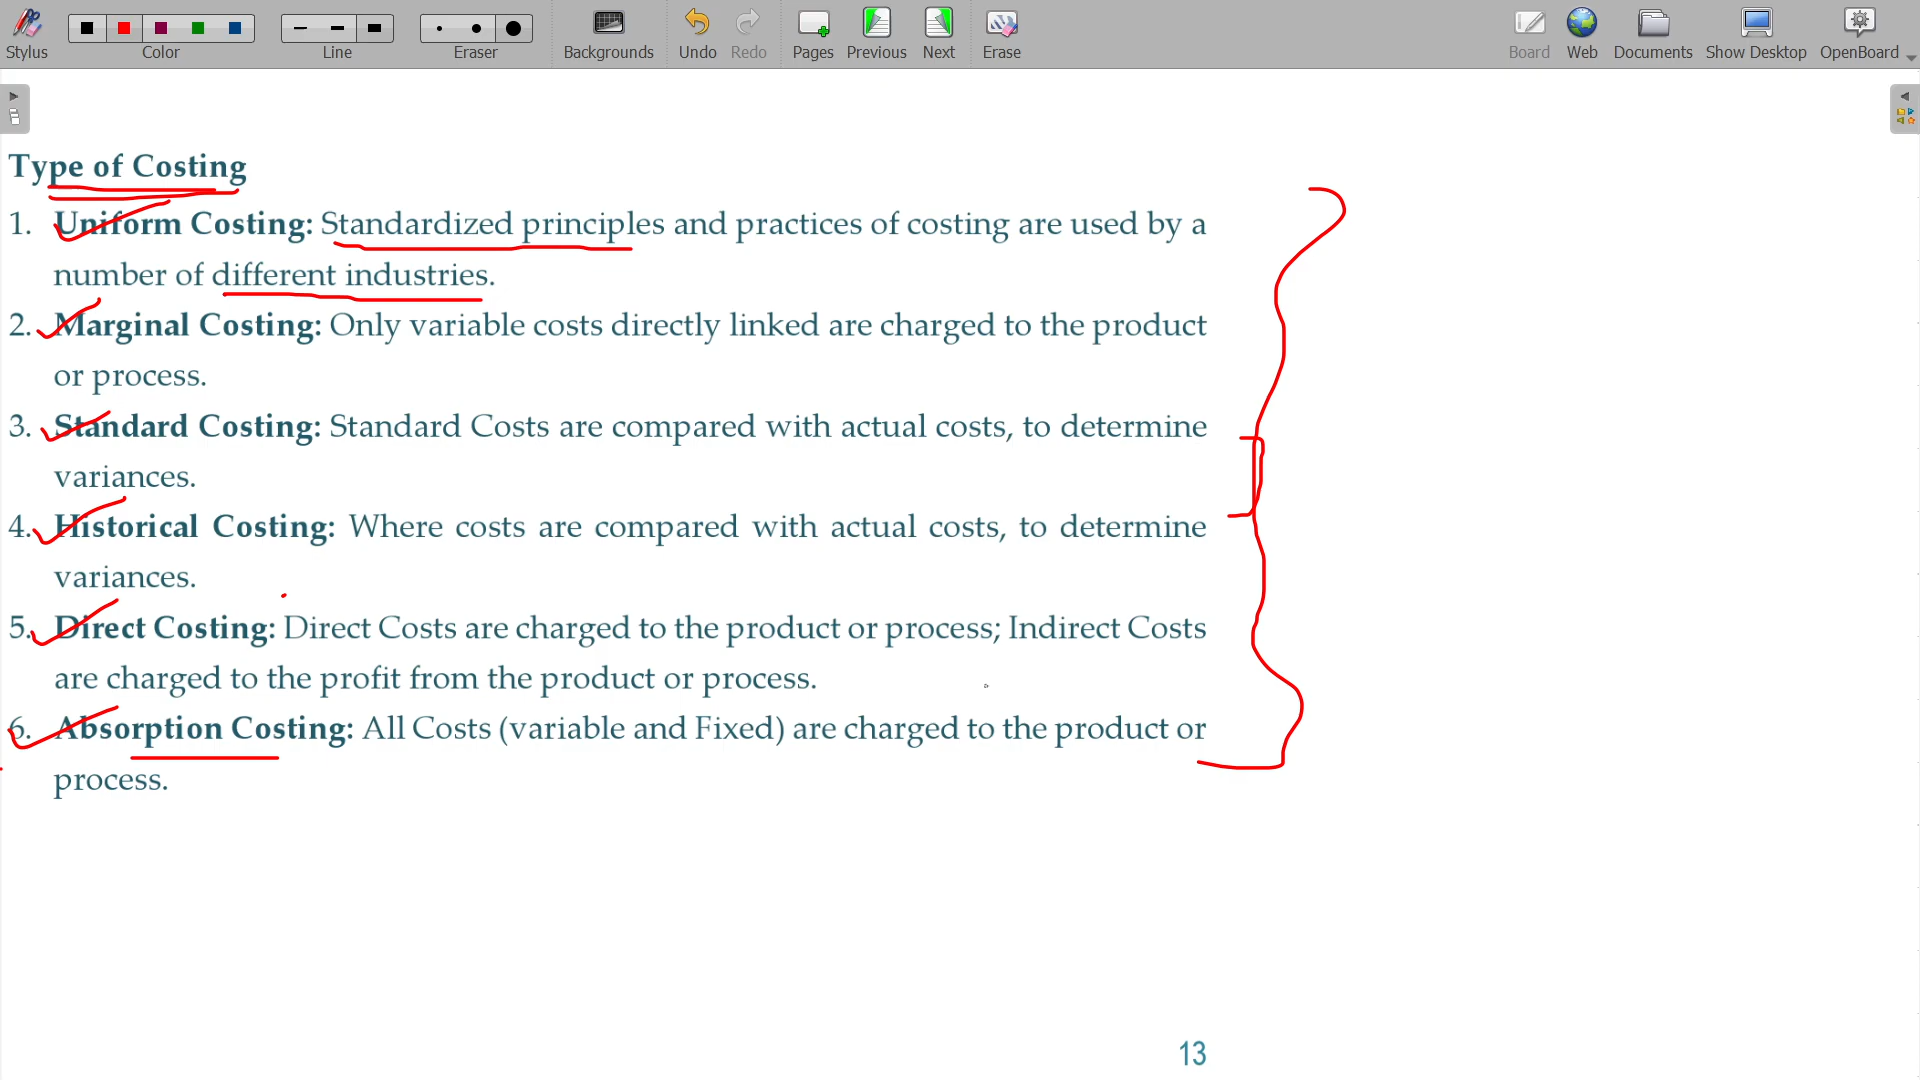 Stylus
Color
Line
Eraser
Backgrounds
Undo
Redo
Pages
Previous
Next
Erase
Board
Web
Documents
Show Desktop
OpenBoard
Type of Costing
1. Uniform Costing: Standardized principles and practices of costing are used by a
number of different industries.
2. Marginal Costing: Only variable costs directly linked are charged to the product
or process.
3. Standard Costing: Standard Costs are compared with actual costs, to determine
variances.
4. Historical Costing: Where costs are compared with actual costs, to determine
variances.
5. Direct Costing: Direct Costs are charged to the product or process; Indirect Costs
are charged to the profit from the product or process.
6. Absorption Costing: All Costs (variable and Fixed) are charged to the product or
process.
13